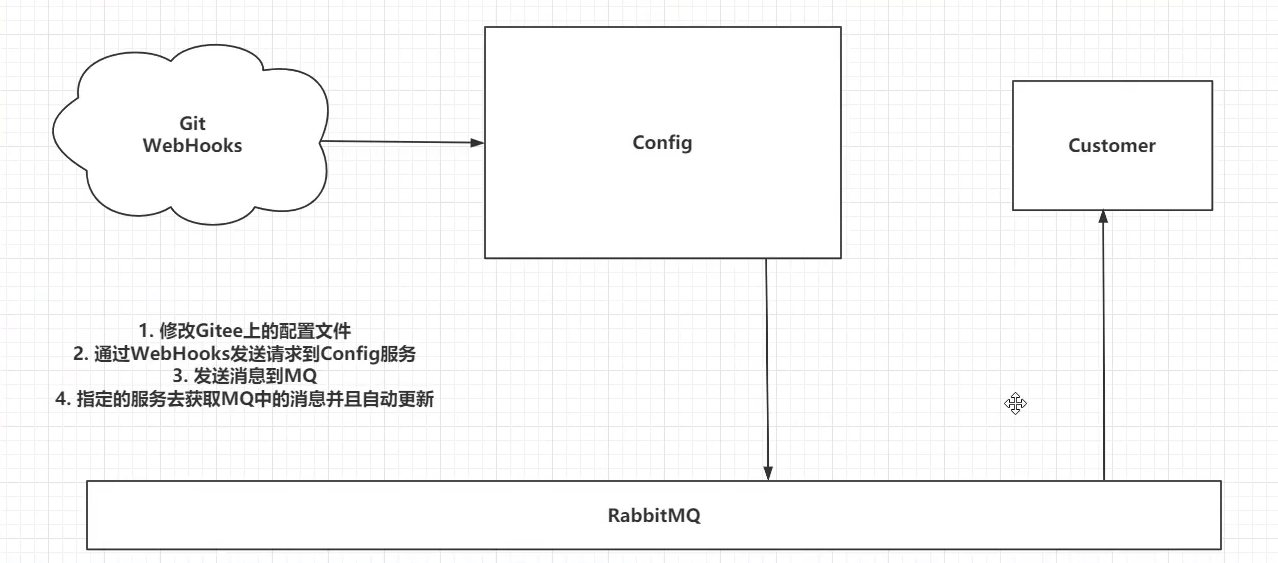 Git
WebHooks
Config
Customer
1. 修改Gitee上的配置文件
2. 通过WebHooks发送请求到Config服务
3. 发送消息到MQ
4. 指定的服务去获取MQ中的消息并且自动更新
RabbitMQ